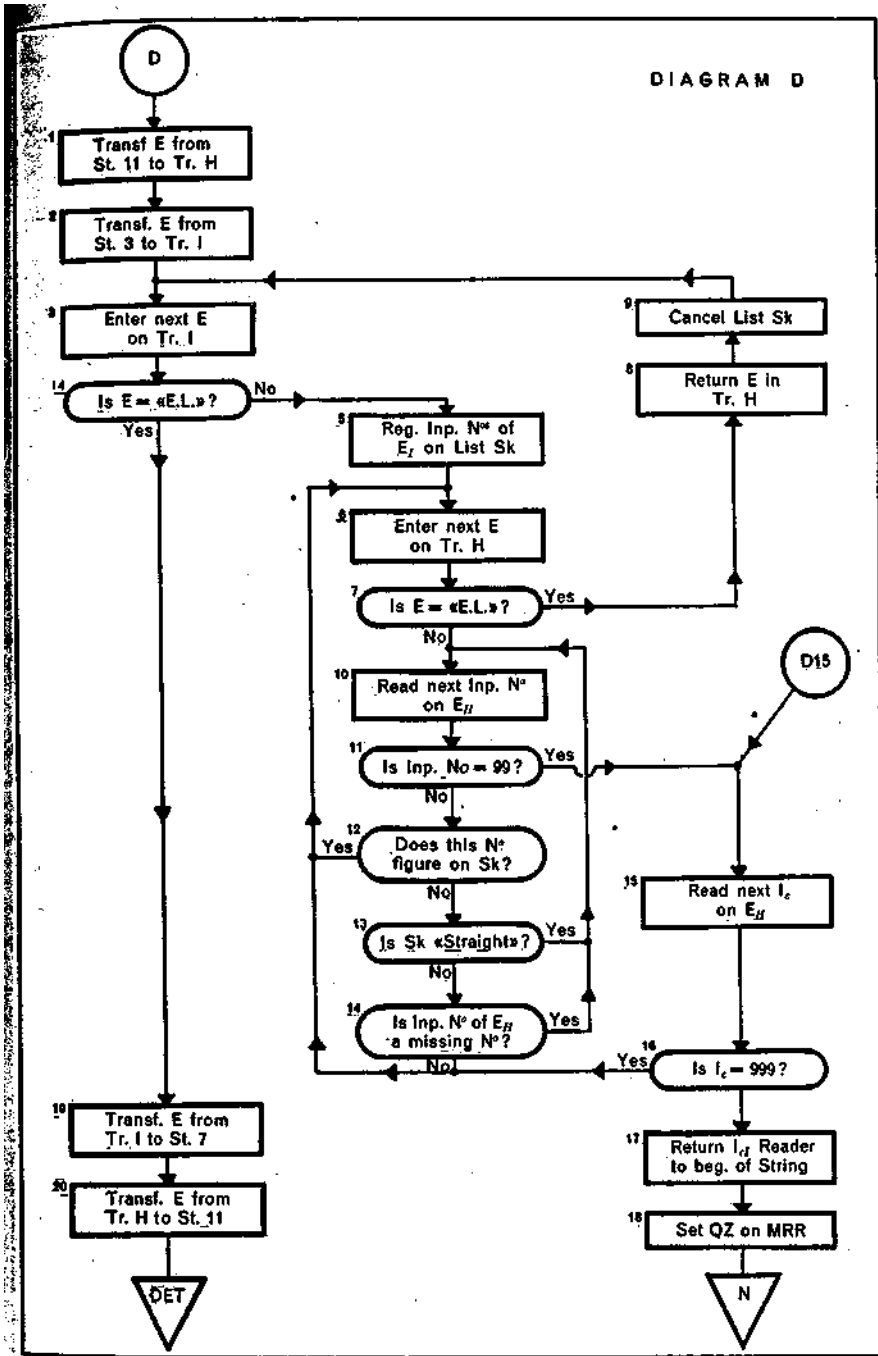 D
DIAGRAM D
1
Transf E from
St. 11 to Tr. H
2
Transf. E from
St. 3 to Tr. I
3
Enter next E
on Tr. I
14
Is E = «E.L.»?
No
Yes
5
Reg. Inp. Nos of
EI on List Sk
6
Enter next E
on Tr. H
7
Is E = «E.L.»?
Yes
No
8
Return E in
Tr. H
9
Cancel List Sk
10
Read next Inp. No
on EH
11
Is Inp. No = 99?
Yes
No
12
Does this No
figure on Sk?
Yes
No
13
Is Sk «Straight»?
Yes
No
14
Is Inp. No of EH
a missing No?
Yes
No
D15
15
Read next Ic
on EH
16
Is Ic = 999?
Yes
17
Return IcI Reader
to beg. of String
18
Set QZ on MRR
N
19
Transf. E from
Tr. I to St. 7
20
Transf. E from
Tr. H to St. 11
DET